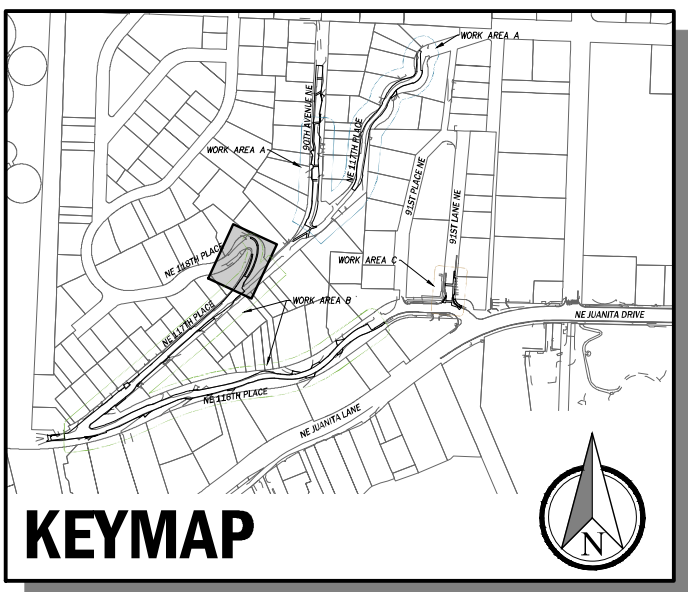 WORK AREA A
90TH AVENUE NE
NE 117TH PLACE
WORK AREA A
91ST PLACE NE
91ST LANE NE
NE 118TH PLACE
WORK AREA C
WORK AREA B
NE 117TH PLACE
NE JUANITA DRIVE
NE 116TH PLACE
NE JUANITA LANE
KEYMAP
N